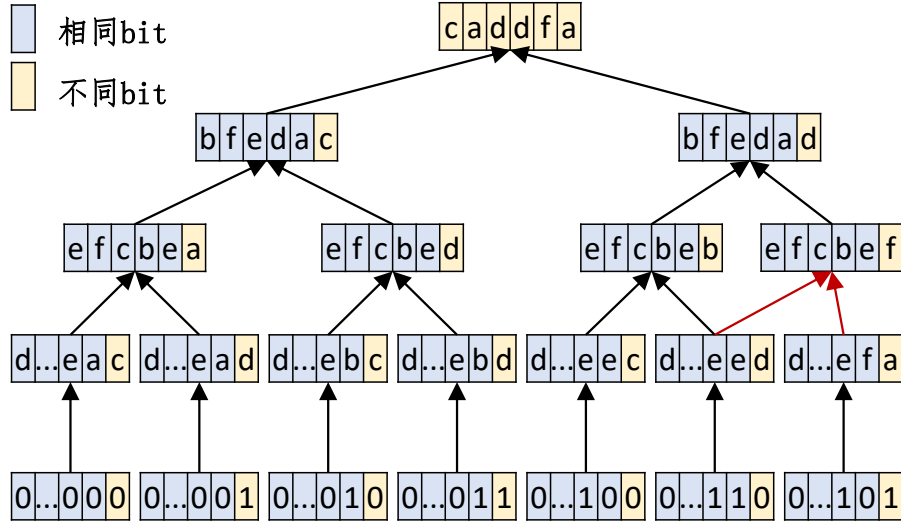 caddfa
相同bit
不同bit
bfedac
bfedad
efcbea
efcbed
efcbeb
efcbef
d...eac
d...ead
d...ebc
d...ebd
d...eec
d...eed
d...efa
0...000
0...001
0...010
0...011
0...100
0...110
0...101